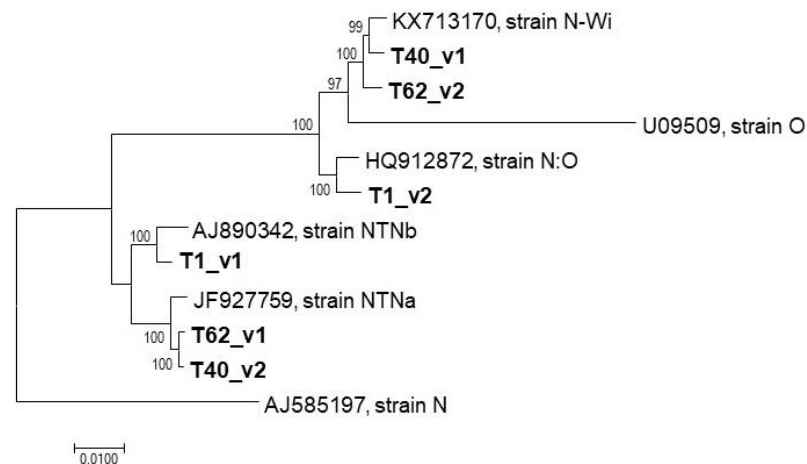 99
KX713170, strain N-Wi
100
T40_v1
97
T62_v2
100
U09509, strain O
HQ912872, strain N:O
100
T1_v2
100
AJ890342, strain NTNb
T1_v1
JF927759, strain NTNa
100
T62_v1
100
T40_v2
AJ585197, strain N
0.0100